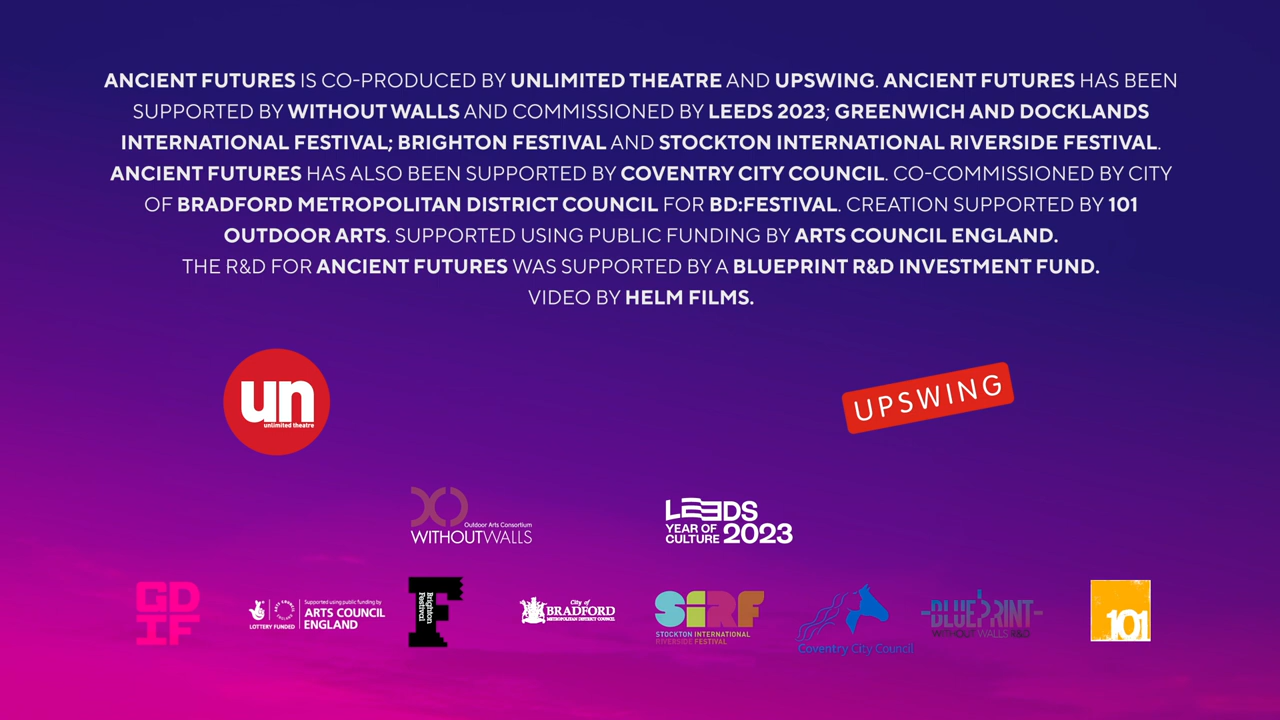 ANCIENT FUTURES IS CO-PRODUCED BY UNLIMITED THEATRE AND UPSWING. ANCIENT FUTURES HAS BEEN
SUPPORTED BY WITHOUT WALLS AND COMMISSIONED BY LEEDS 2023; GREENWICH AND DOCKLANDS
INTERNATIONAL FESTIVAL; BRIGHTON FESTIVAL AND STOCKTON INTERNATIONAL RIVERSIDE FESTIVAL.
ANCIENT FUTURES HAS ALSO BEEN SUPPORTED BY COVENTRY CITY COUNCIL. CO-COMMISSIONED BY CITY
OF BRADFORD METROPOLITAN DISTRICT COUNCIL FOR BD:FESTIVAL. CREATION SUPPORTED BY 101
OUTDOOR ARTS. SUPPORTED USING PUBLIC FUNDING BY ARTS COUNCIL ENGLAND.
THE R&D FOR ANCIENT FUTURES WAS SUPPORTED BY A BLUEPRINT R&D INVESTMENT FUND.
VIDEO BY HELM FILMS.
un
unlimited theatre
UPSWING
Outdoor Arts Consortium
WITHOUTWALLS
LEEDS
YEAR OF
CULTURE 2023
GD
IF
LOTTERY FUNDED
Supported using public funding by
ARTS COUNCIL
ENGLAND
F
Brighton
Festival
City of
BRADFORD
METROPOLITAN DISTRICT COUNCIL
SiRF
STOCKTON INTERNATIONAL
RIVERSIDE FESTIVAL
Coventry City Council
BLUEPRINT
WITHOUT WALLS R&D
101